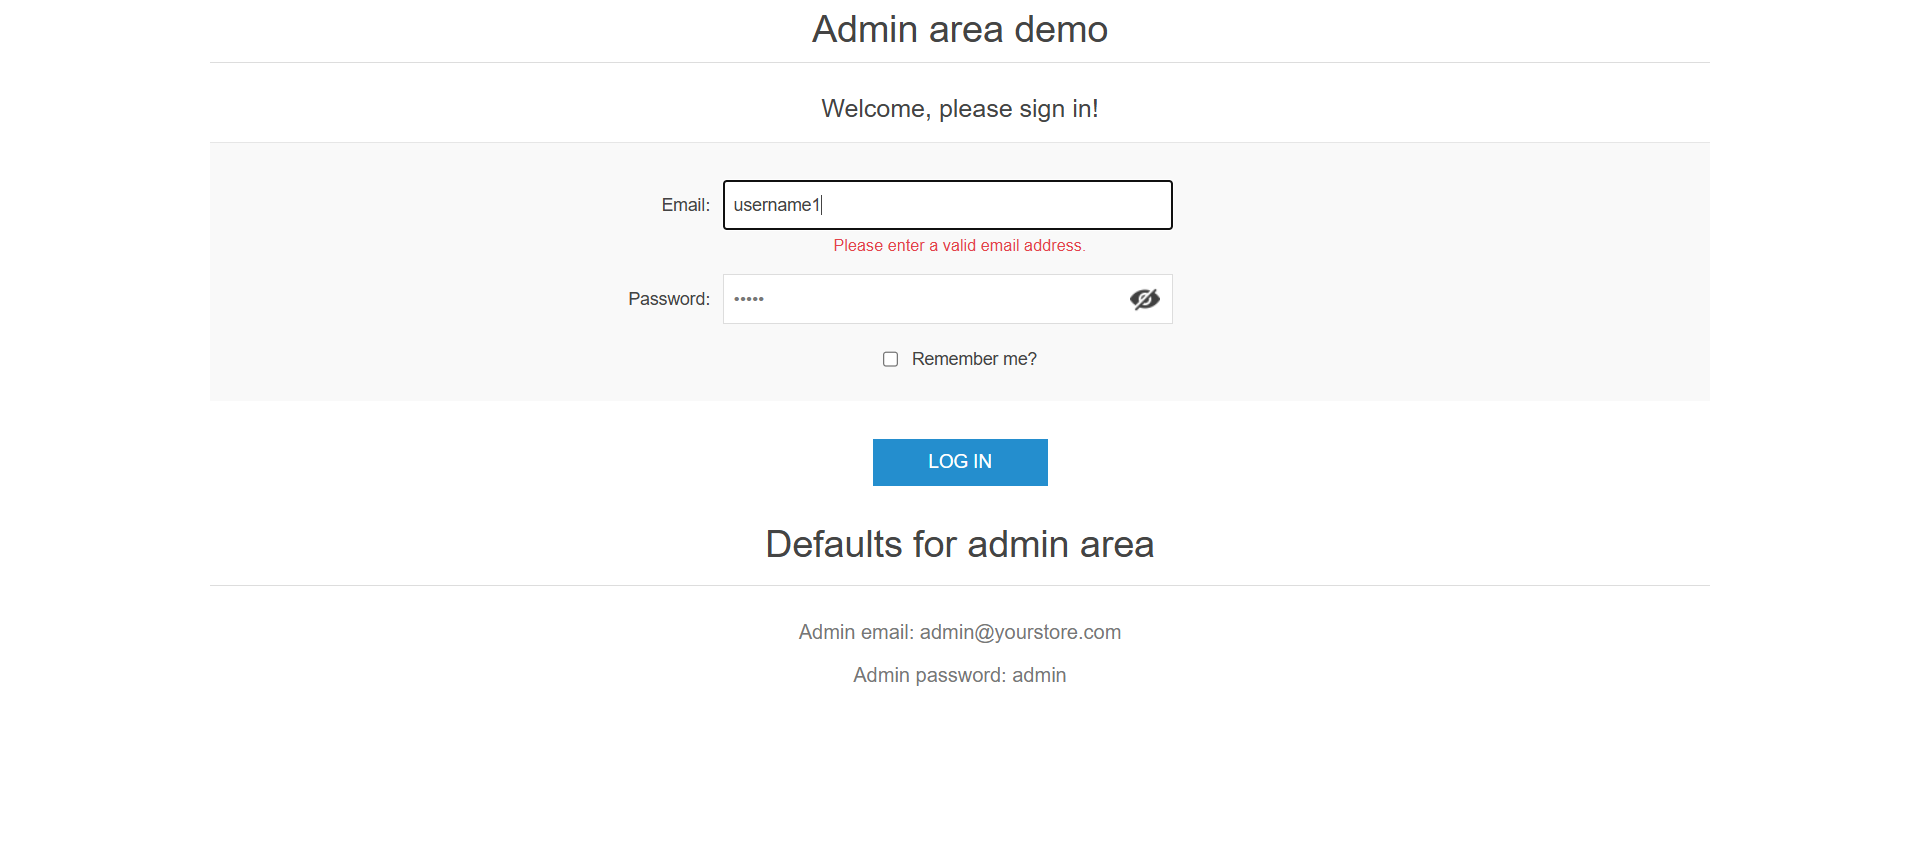 Admin area demo
Welcome, please sign in!
Email: username1
Please enter a valid email address.
Password: •••••
Remember me?
LOG IN
Defaults for admin area
Admin email: admin@yourstore.com
Admin password: admin